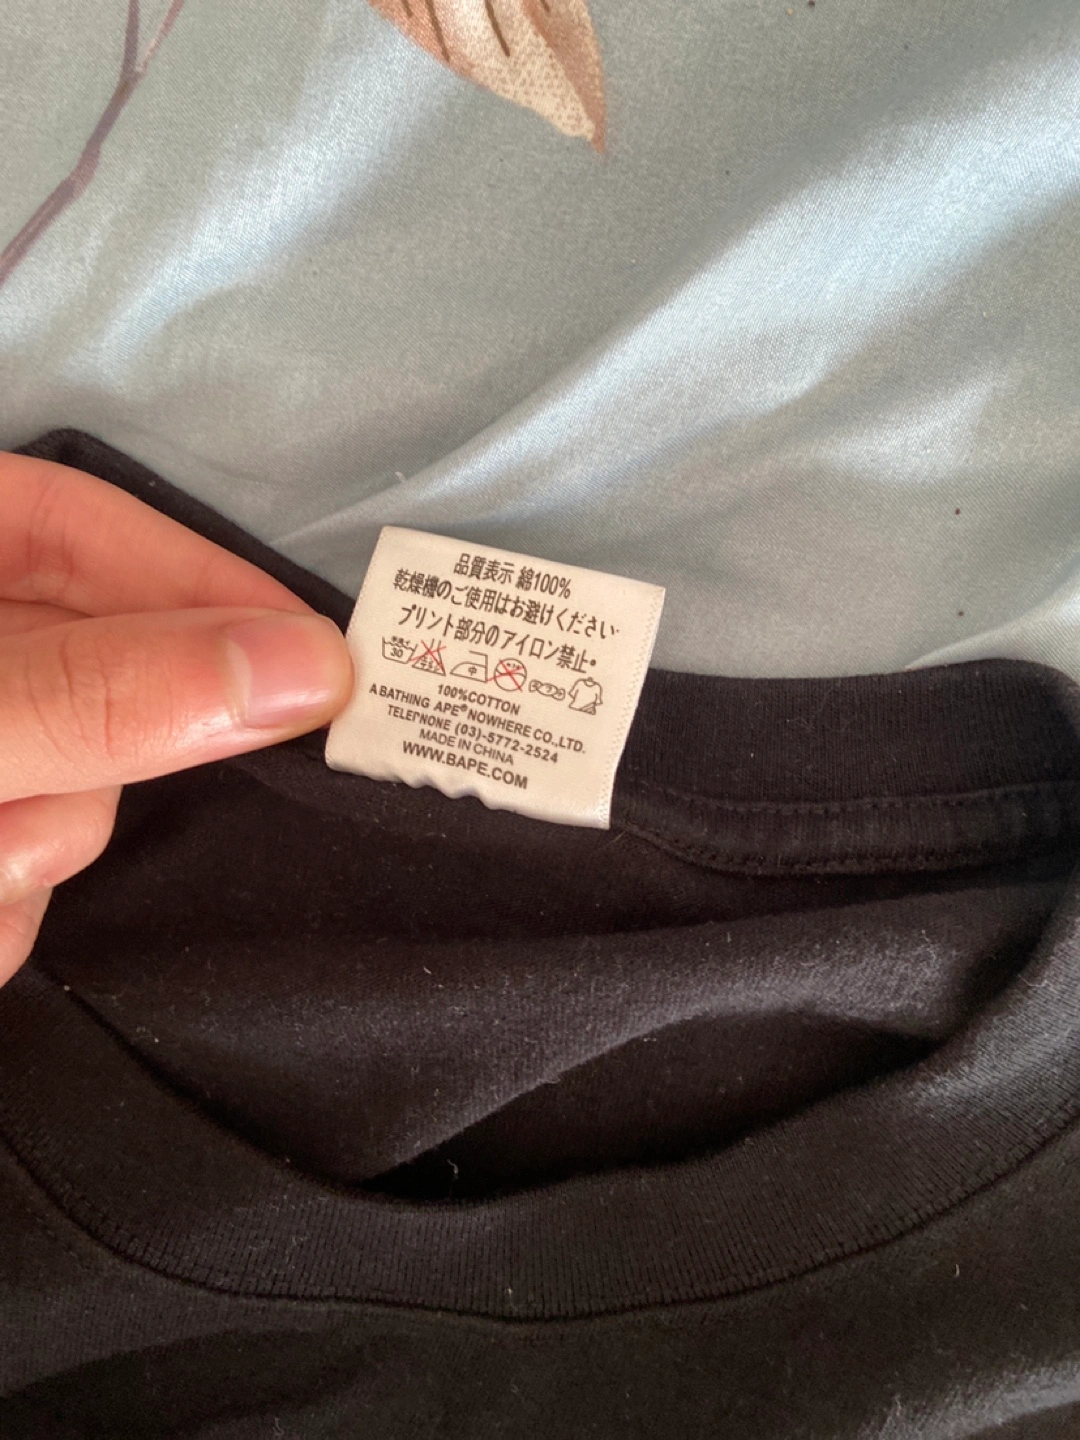 品質表示 綿100%
乾燥機のご使用はお避けください.
プリント部分のアイロン禁止•
30 中
100%COTTON
A BATHING APE® NOWHERE CO.,LTD.
TELEPNONE (03)-5772-2524
MADE IN CHINA
WWW.BAPE.COM